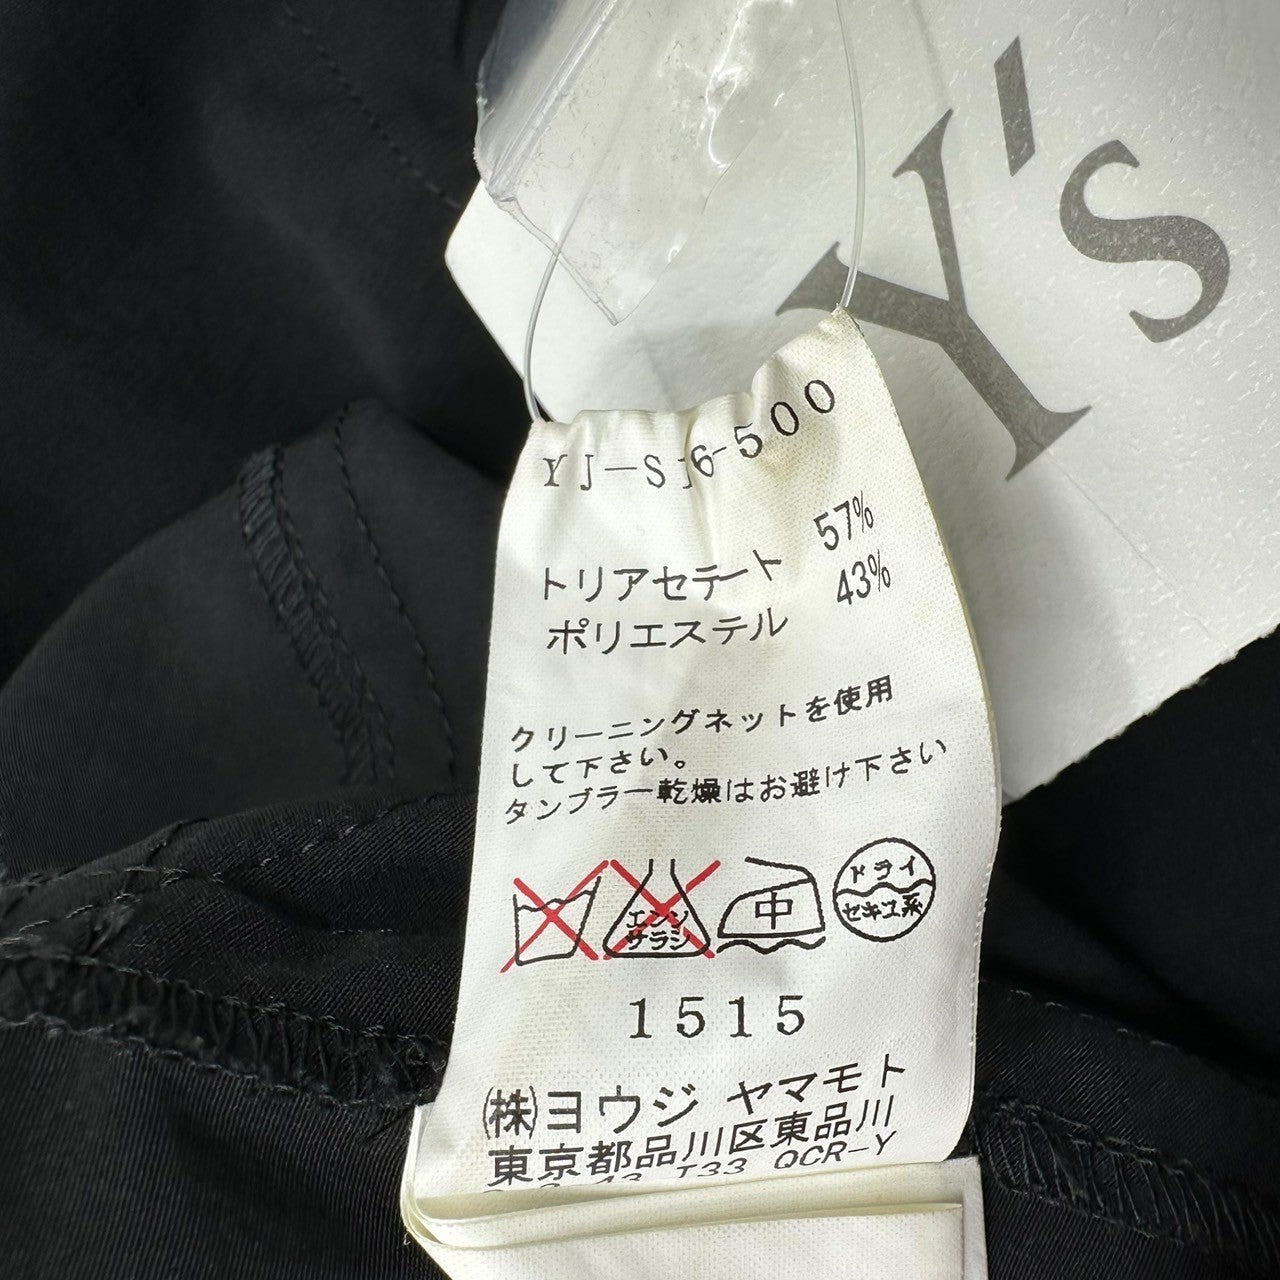 Y's
YJ-S16-500
トリアセテート 57%
ポリエステル 43%
クリーニングネットを使用
して下さい。
タンブラー乾燥はお避け下さい
エンソ
サラシ
中
ドライ
セキユ系
1515
㈱ヨウジ ヤマモト
東京都品川区東品川
T33 QCR-Y